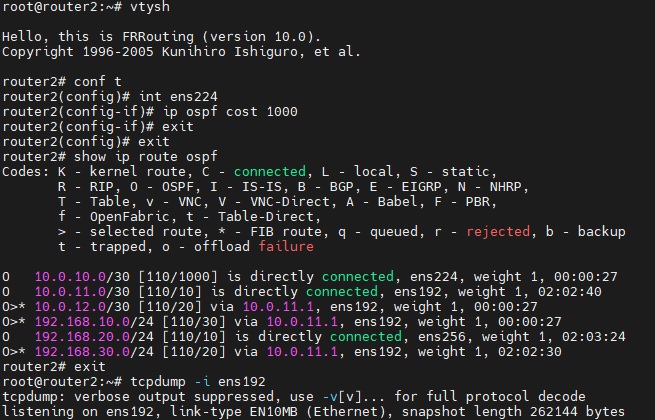 root@router2:~# vtysh
Hello, this is FRRouting (version 10.0).
Copyright 1996-2005 Kunihiro Ishiguro, et al.
router2# conf t
router2(config)# int ens224
router2(config-if)# ip ospf cost 1000
router2(config-if)# exit
router2(config)# exit
router2# show ip route ospf
Codes: K - kernel route, C - connected, L - local, S - static,
       R - RIP, O - OSPF, I - IS-IS, B - BGP, E - EIGRP, N - NHRP,
       T - Table, v - VNC, V - VNC-Direct, A - Babel, F - PBR,
       f - OpenFabric, t - Table-Direct,
       > - selected route, * - FIB route, q - queued, r - rejected, b - backup
       t - trapped, o - offload failure
O   10.0.10.0/30 [110/1000] is directly connected, ens224, weight 1, 00:00:27
O   10.0.11.0/30 [110/10] is directly connected, ens192, weight 1, 02:02:40
O>* 10.0.12.0/30 [110/20] via 10.0.11.1, ens192, weight 1, 00:00:27
O>* 192.168.10.0/24 [110/30] via 10.0.11.1, ens192, weight 1, 00:00:27
O   192.168.20.0/24 [110/10] is directly connected, ens256, weight 1, 02:03:24
O>* 192.168.30.0/24 [110/20] via 10.0.11.1, ens192, weight 1, 02:02:30
router2# exit
root@router2:~# tcpdump -i ens192
tcpdump: verbose output suppressed, use -v[v]... for full protocol decode
listening on ens192, link-type EN10MB (Ethernet), snapshot length 262144 bytes